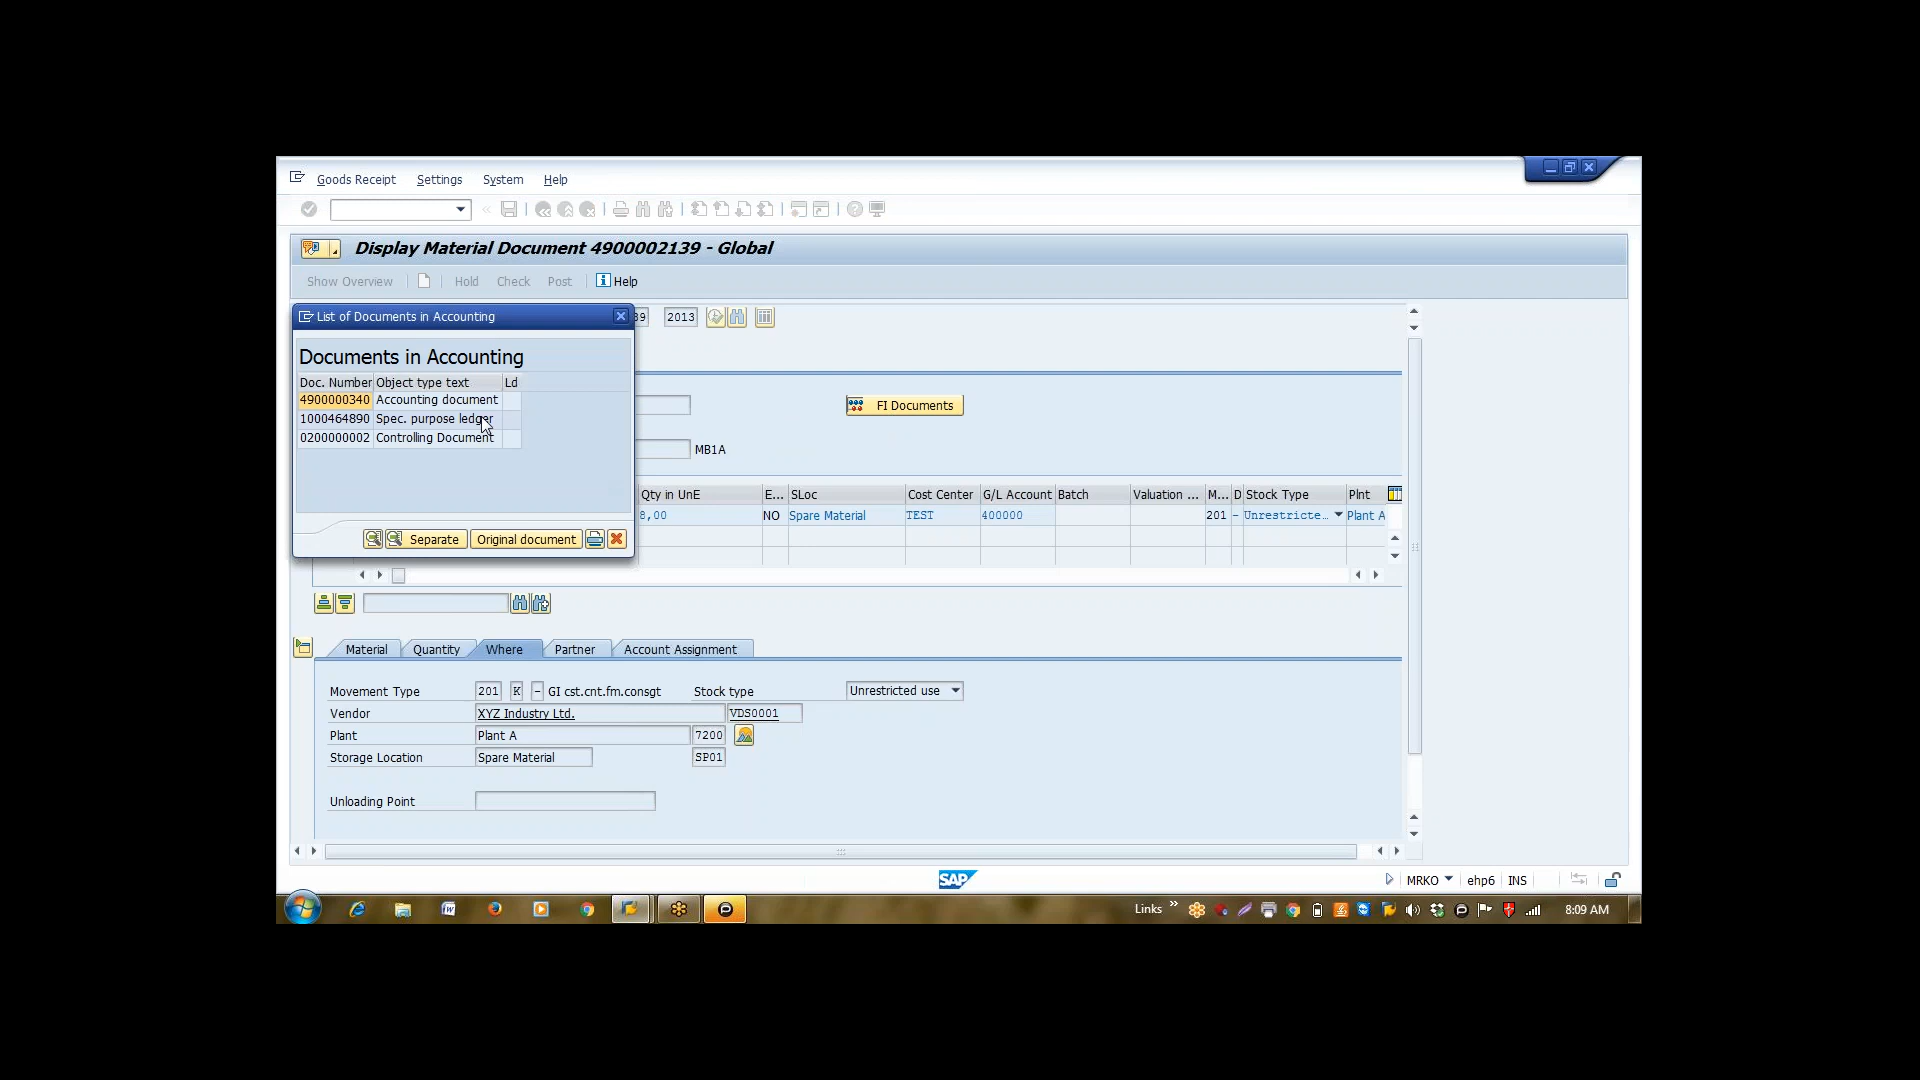 Goods Receipt Settings System Help
Display Material Document 4900002139 - Global
Show Overview Hold Check Post Help
List of Documents in Accounting
39 2013
Documents in Accounting
Doc. Number Object type text Ld
4900000340 Accounting document
1000464890 Spec. purpose ledger
0200000002 Controlling Document
Separate Original document
FI Documents
MB1A
Qty in UnE E... SLoc Cost Center G/L Account Batch Valuation ... M... D Stock Type Plnt
8,00 NO Spare Material TEST 400000 201 - Unrestricte... Plant A
Material Quantity Where Partner Account Assignment
Movement Type 201 K - GI cst.cnt.fm.consgt Stock type Unrestricted use
Vendor XYZ Industry Ltd. VDS0001
Plant Plant A 7200
Storage Location Spare Material SP01
Unloading Point
SAP
MRKO ehp6 INS
Links » 8:09 AM